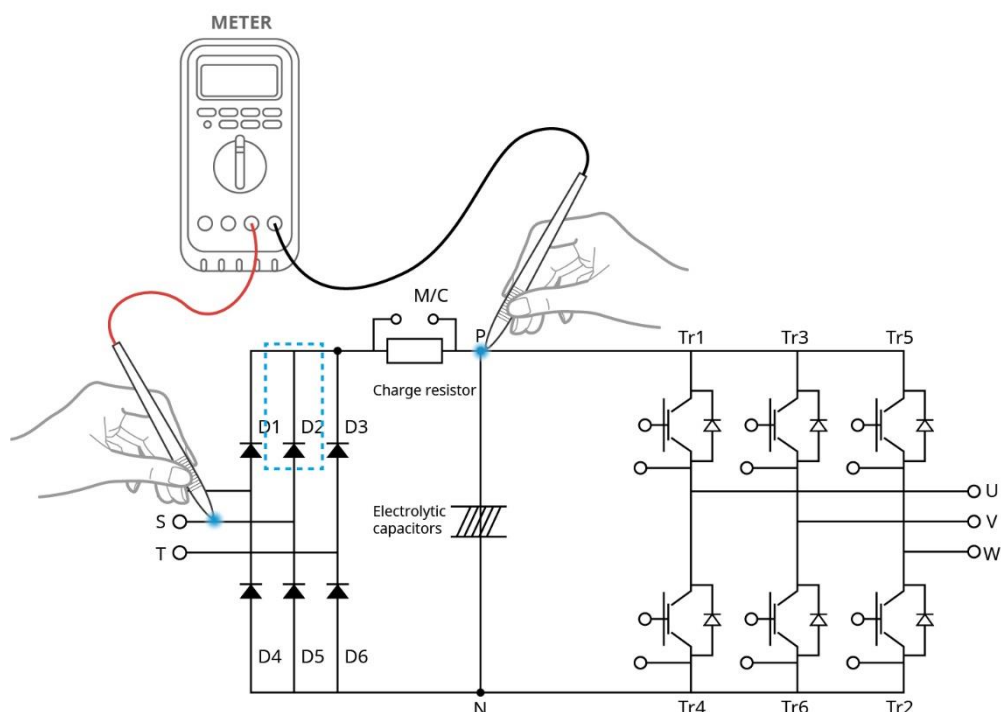 METER
M/C
P
Tr1
Tr3
Tr5
Charge resistor
D1
D2
D3
U
S
Electrolytic
capacitors
V
T
W
D4
D5
D6
N
Tr4
Tr6
Tr2